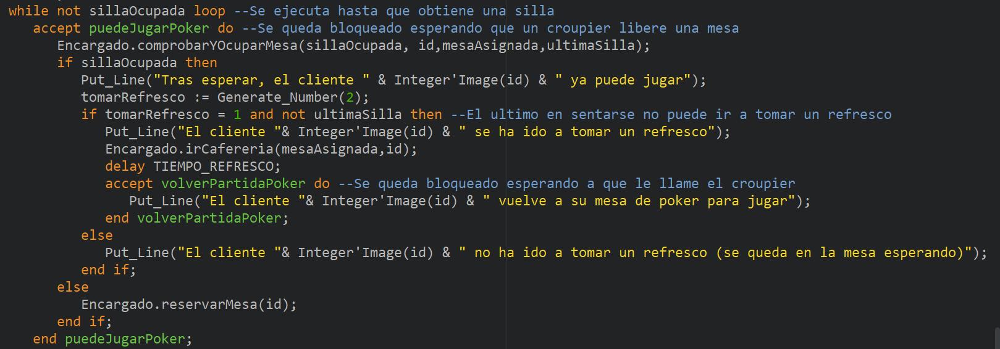 while not sillaOcupada loop --Se ejecuta hasta que obtiene una silla
   accept puedeJugarPoker do --Se queda bloqueado esperando que un croupier libere una mesa
      Encargado.comprobarYOcuparMesa(sillaOcupada, id,mesaAsignada,ultimaSilla);
      if sillaOcupada then
         Put_Line("Tras esperar, el cliente " & Integer'Image(id) & " ya puede jugar");
         tomarRefresco := Generate_Number(2);
         if tomarRefresco = 1 and not ultimaSilla then --El ultimo en sentarse no puede ir a tomar un refresco
            Put_Line("El cliente "& Integer'Image(id) & " se ha ido a tomar un refresco");
            Encargado.irCafereria(mesaAsignada,id);
            delay TIEMPO_REFRESCO;
            accept volverPartidaPoker do --Se queda bloqueado esperando a que le llame el croupier
               Put_Line("El cliente "& Integer'Image(id) & " vuelve a su mesa de poker para jugar");
            end volverPartidaPoker;
         else
            Put_Line("El cliente "& Integer'Image(id) & " no ha ido a tomar un refresco (se queda en la mesa esperando)");
         end if;
      else
         Encargado.reservarMesa(id);
      end if;
   end puedeJugarPoker;